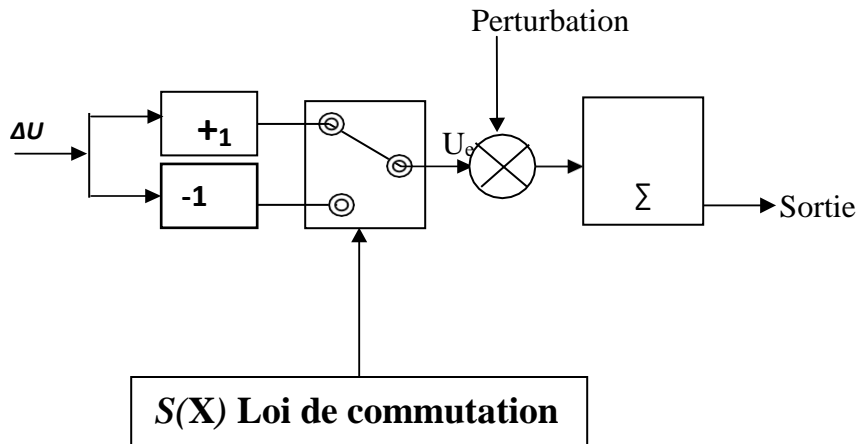 Perturbation
ΔU
+1
-1
Ue
Σ
Sortie
S(X) Loi de commutation